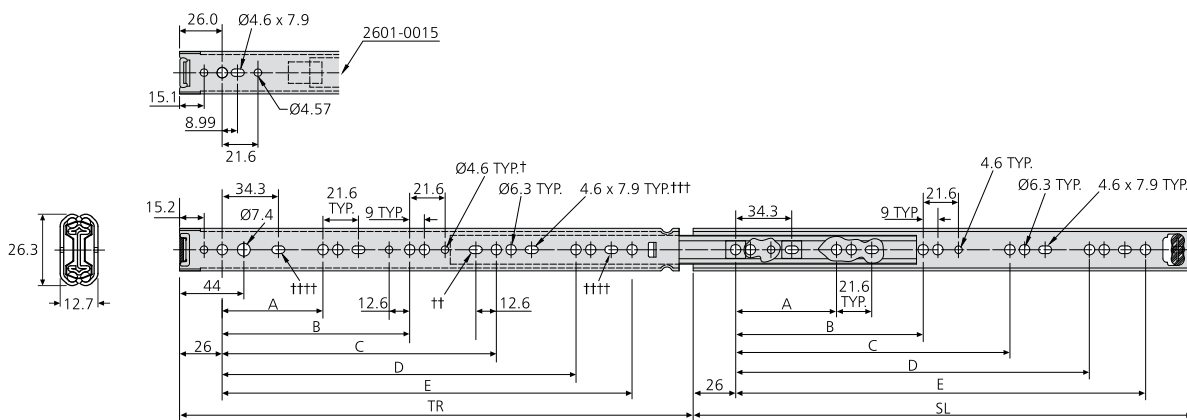 26.0
Ø4.6 x 7.9
2601-0015
15.1
Ø4.57
8.99
21.6
Ø4.6 TYP.†
4.6 TYP.
34.3
21.6
TYP.
21.6
Ø6.3 TYP.
4.6 x 7.9 TYP.†††
21.6
Ø6.3 TYP.
4.6 x 7.9 TYP.
15.2
Ø7.4
9 TYP
34.3
9 TYP
26.3
12.7
44
††††
A
12.6
††
12.6
††††
21.6
TYP.
A
B
B
C
C
26
D
D
E
26
E
TR
SL